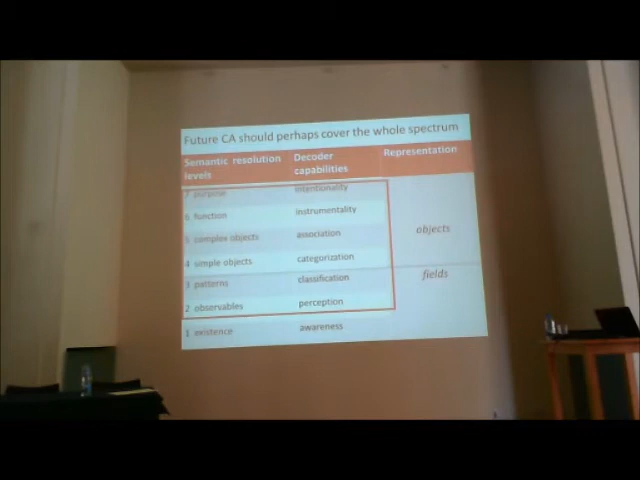 Future CA should perhaps cover the whole spectrum
Semantic resolution levels Decoder capabilities Representation
7 purpose intentionality
6 function instrumentality
5 complex objects association
objects
4 simple objects categorization
3 patterns classification
fields
2 observables perception
1 existence awareness